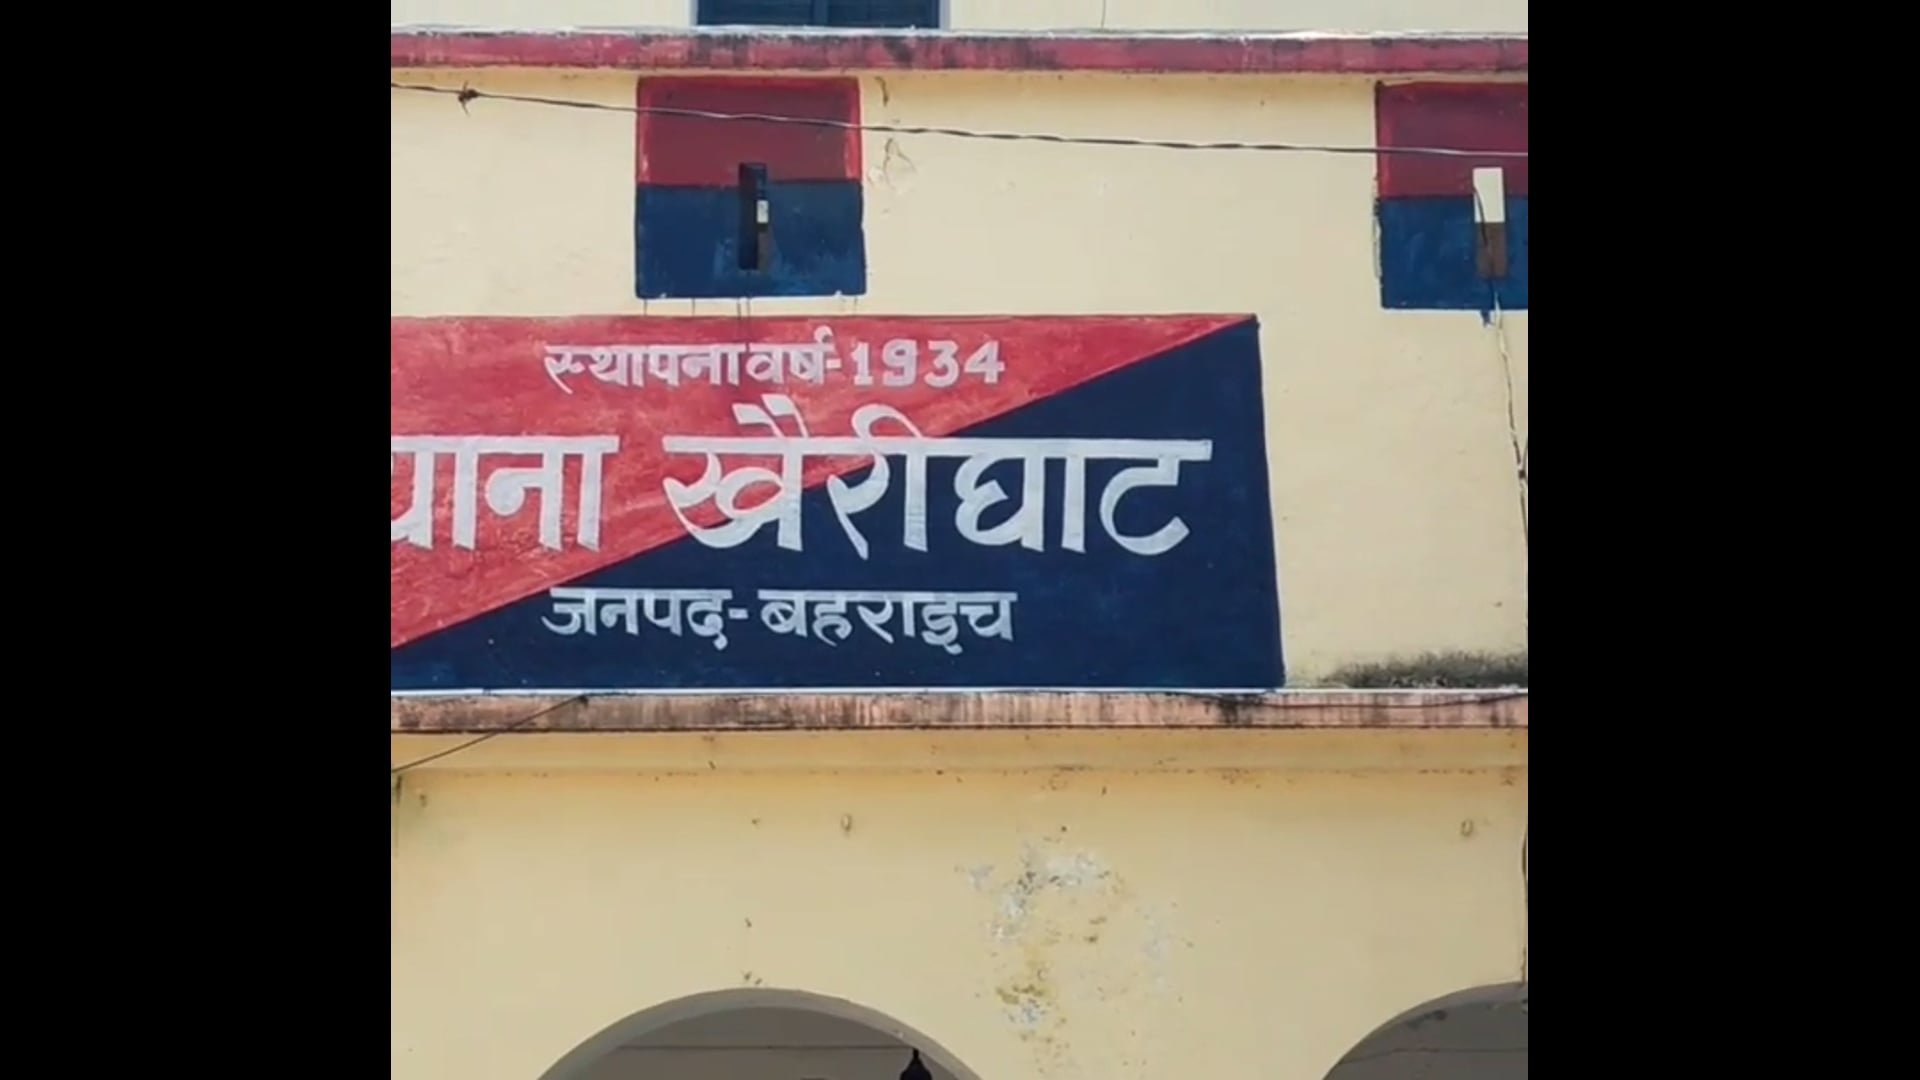 स्थापना वर्ष-1934
थाना खैरीघाट
जनपद-बहराइच